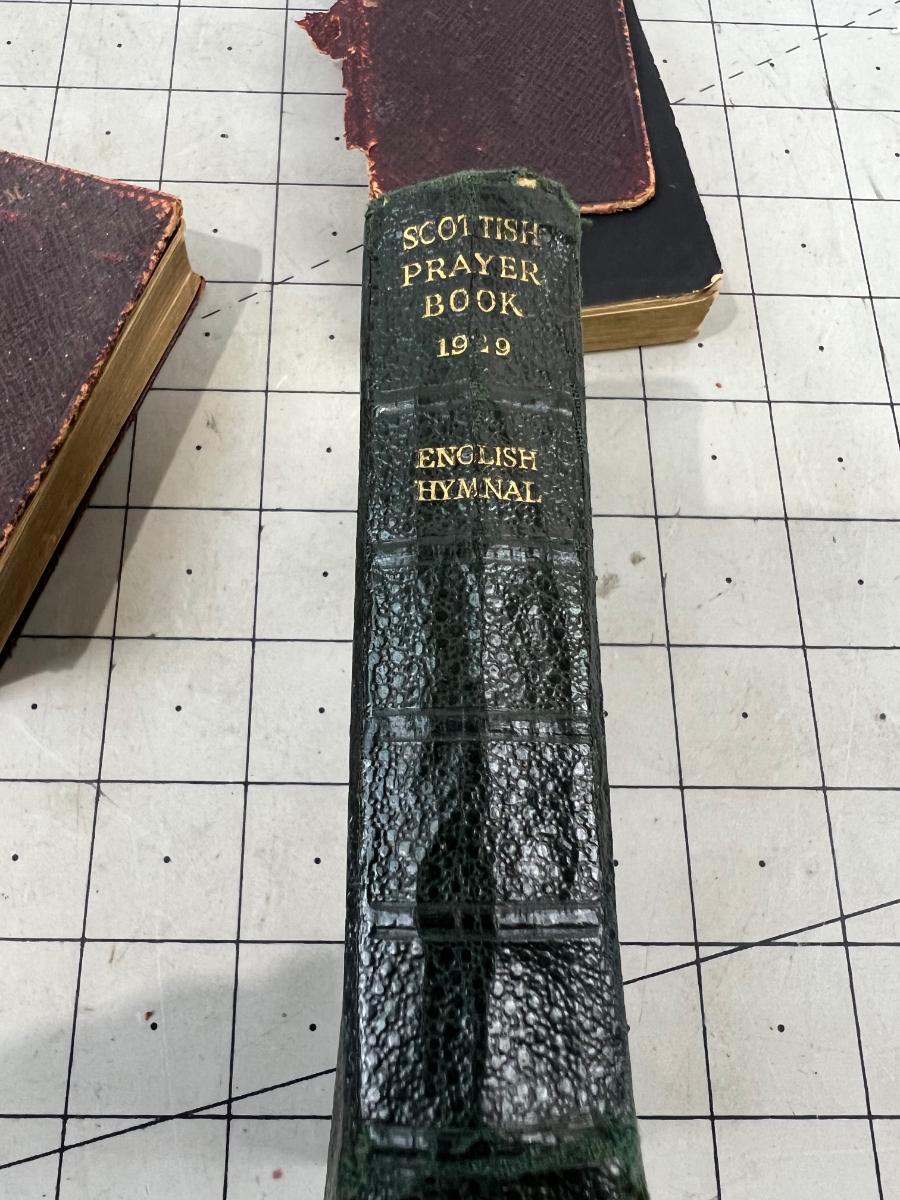 SCOTTISH
PRAYER
BOOK
1929
ENGLISH
HYMNAL